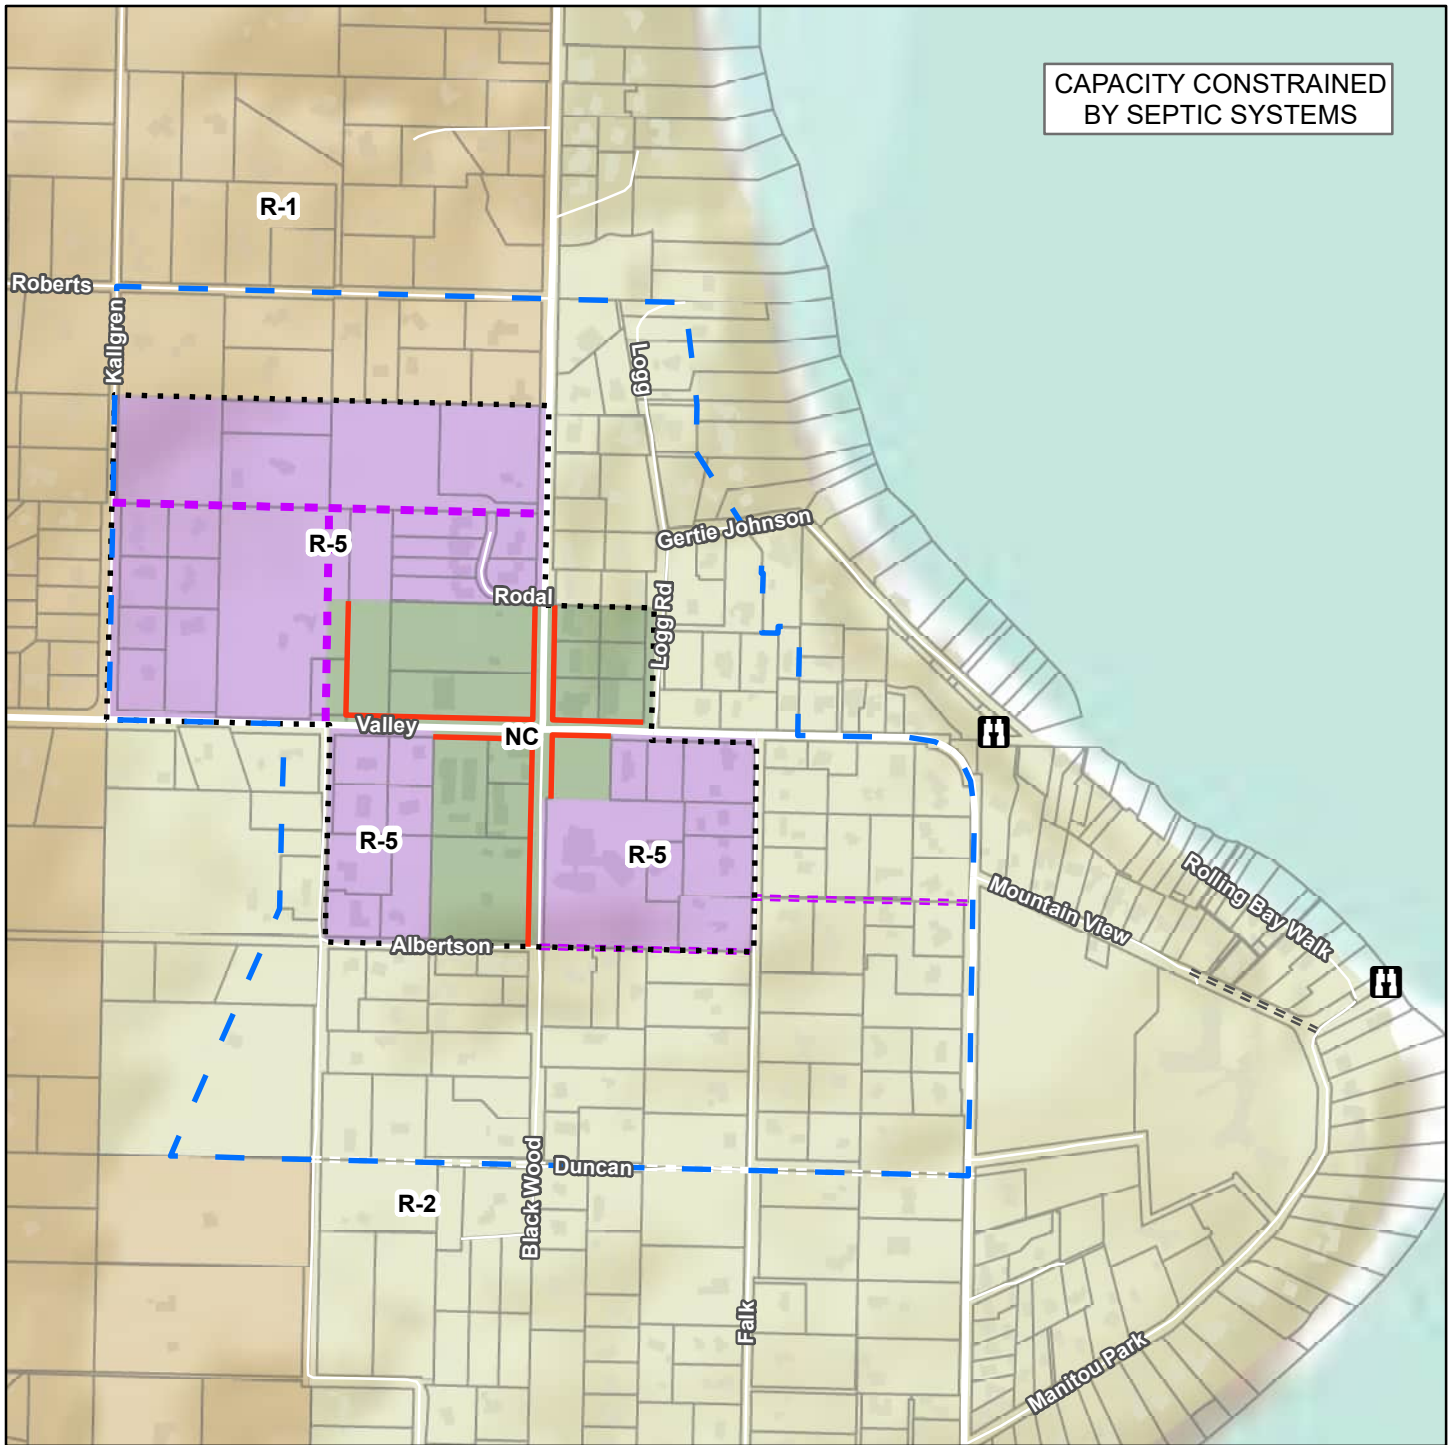 CAPACITY CONSTRAINED
BY SEPTIC SYSTEMS
R-1
Roberts
Kallgren
Logg
Gertie Johnson
R-5
Rodal
Logg Rd
Valley
NC
R-5
R-5
Mountain View
Rolling Bay Walk
Albertson
Black Wood
Duncan
R-2
Falk
Manitou Park